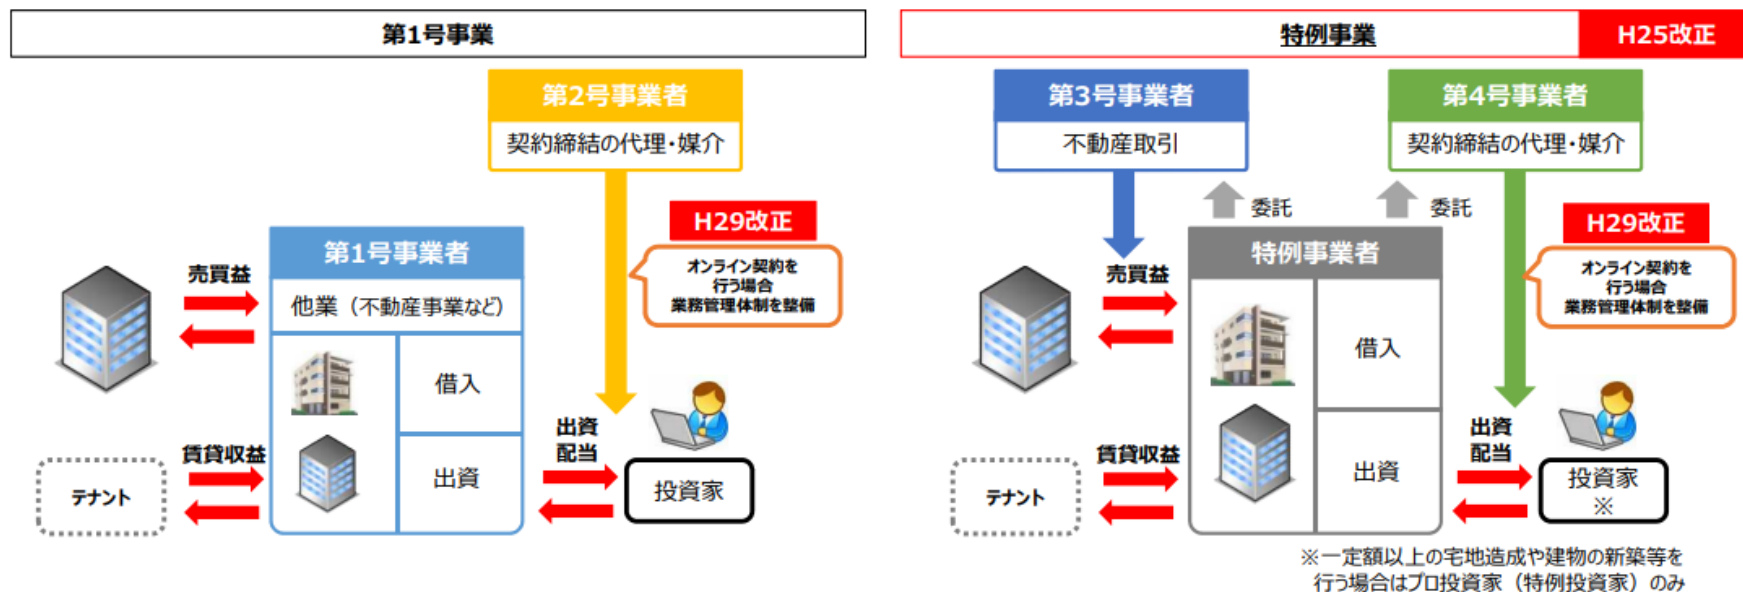 第1号事業
第2号事業者
契約締結の代理・媒介
H29改正
オンライン契約を
行う場合
業務管理体制を整備
第1号事業者
他業（不動産事業など）
売買益
借入
出資
賃貸収益
テナント
出資
配当
投資家
特例事業
H25改正
第3号事業者
不動産取引
第4号事業者
契約締結の代理・媒介
委託
委託
H29改正
オンライン契約を
行う場合
業務管理体制を整備
特例事業者
売買益
借入
出資
賃貸収益
テナント
出資
配当
投資家
※
※一定額以上の宅地造成や建物の新築等を
行う場合はプロ投資家（特例投資家）のみ